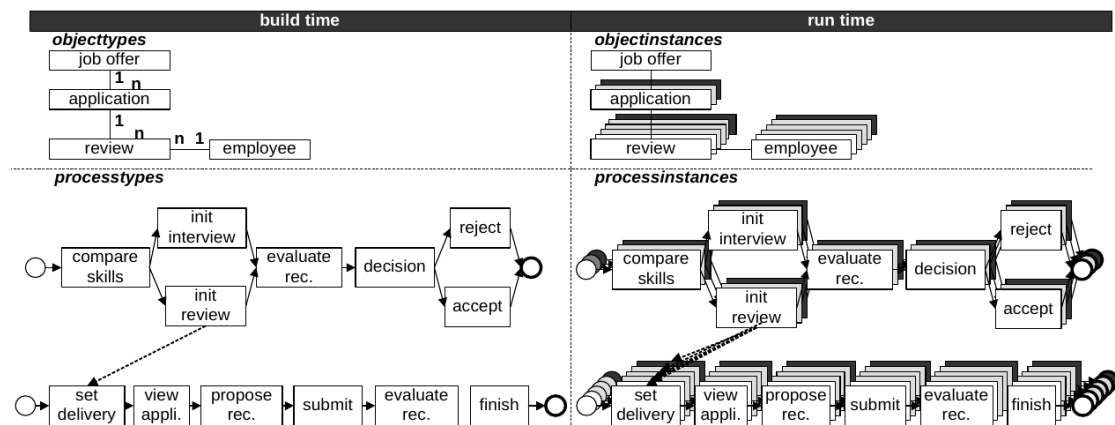 build time
run time
objecttypes
job offer
1
n
application
1
n
n 1
review
employee
objectinstances
job offer
application
review
employee
processtypes
init
interview
reject
compare
skills
evaluate
rec.
decision
init
review
accept
set
delivery
view
appli.
propose
rec.
submit
evaluate
rec.
finish
processinstances
init
interview
reject
compare
skills
evaluate
rec.
decision
init
review
accept
set
delivery
view
appli.
propose
rec.
submit
evaluate
rec.
finish